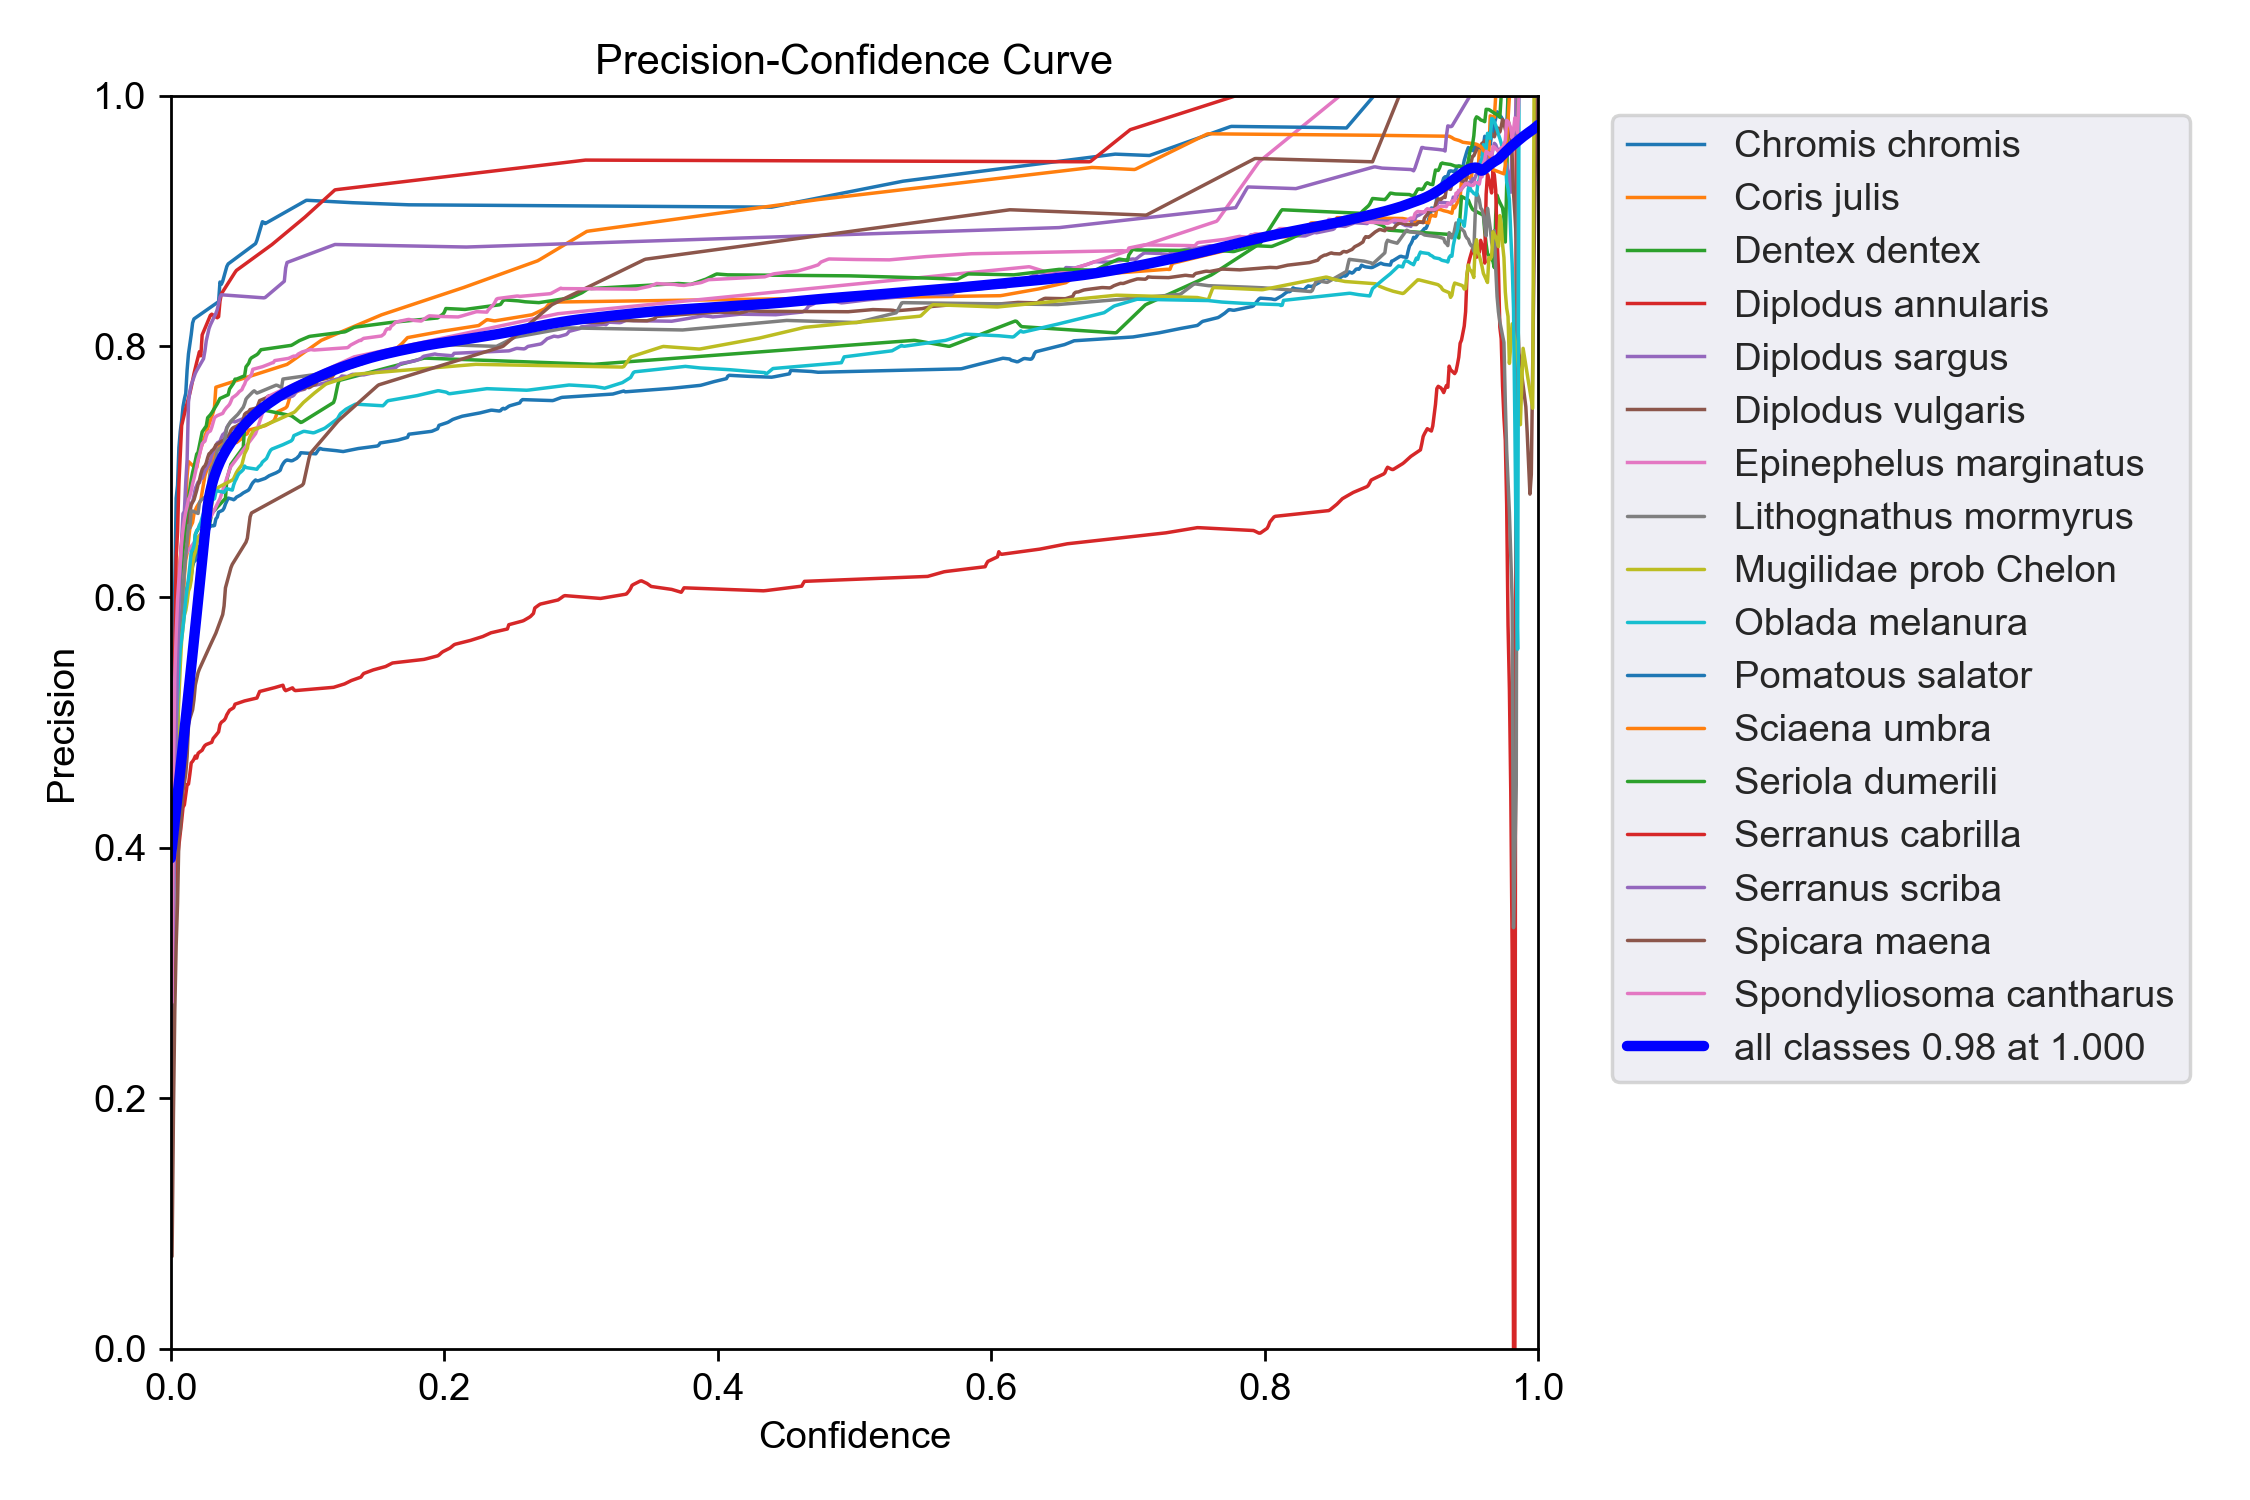 Precision-Confidence Curve
1.0
0.8
0.6
0.4
0.2
0.0
Precision
0.0 0.2 0.4 0.6 0.8 1.0
Confidence
Chromis chromis
Coris julis
Dentex dentex
Diplodus annularis
Diplodus sargus
Diplodus vulgaris
Epinephelus marginatus
Lithognathus mormyrus
Mugilidae prob Chelon
Oblada melanura
Pomatous salator
Sciaena umbra
Seriola dumerili
Serranus cabrilla
Serranus scriba
Spicara maena
Spondyliosoma cantharus
all classes 0.98 at 1.000